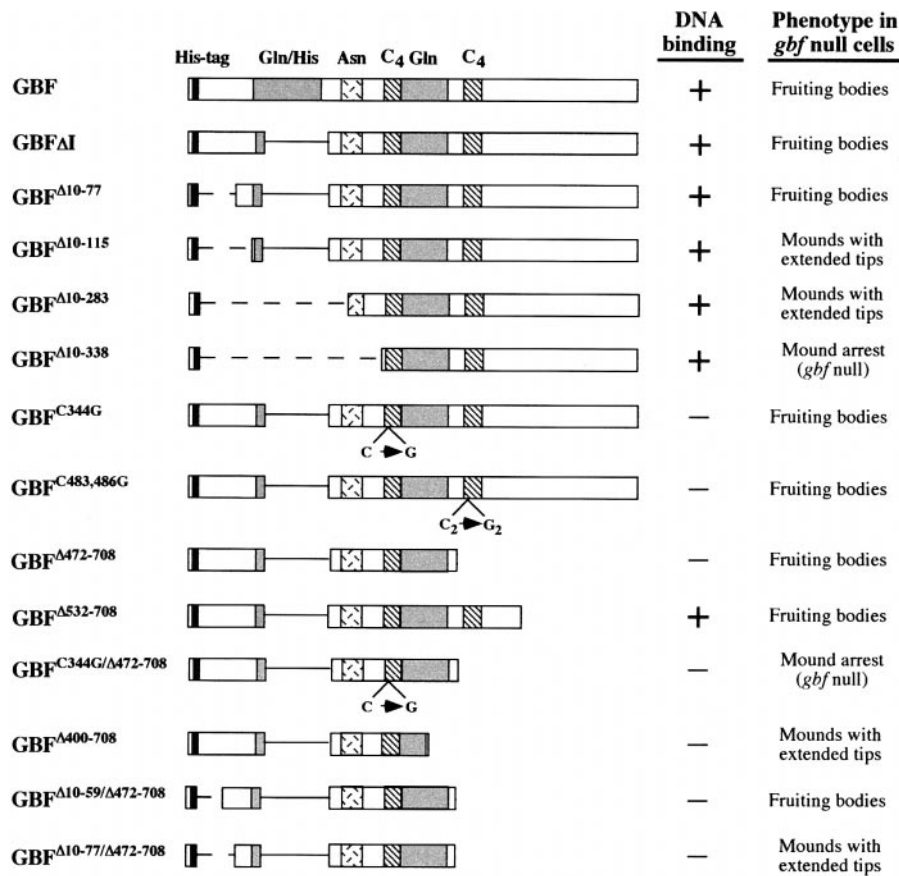 DNA binding
Phenotype in gbf null cells
His-tag Gln/His Asn C4 Gln C4
GBF + Fruiting bodies
GBFΔI + Fruiting bodies
GBFΔ10-77 + Fruiting bodies
GBFΔ10-115 + Mounds with extended tips
GBFΔ10-283 + Mounds with extended tips
GBFΔ10-338 + Mound arrest (gbf null)
GBFC344G — Fruiting bodies
C G
GBFC483,486G — Fruiting bodies
C2 G2
GBFΔ472-708 — Fruiting bodies
GBFΔ532-708 + Fruiting bodies
GBFC344G/Δ472-708 — Mound arrest (gbf null)
C G
GBFΔ400-708 — Mounds with extended tips
GBFΔ10-59/Δ472-708 — Fruiting bodies
GBFΔ10-77/Δ472-708 — Mounds with extended tips